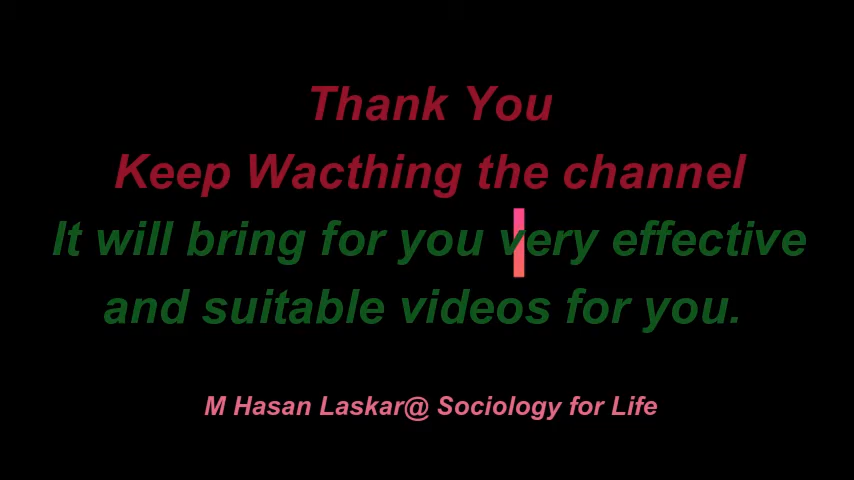 Thank You
Keep Wacthing the channel
It will bring for you very effective
and suitable videos for you.
M Hasan Laskar@ Sociology for Life